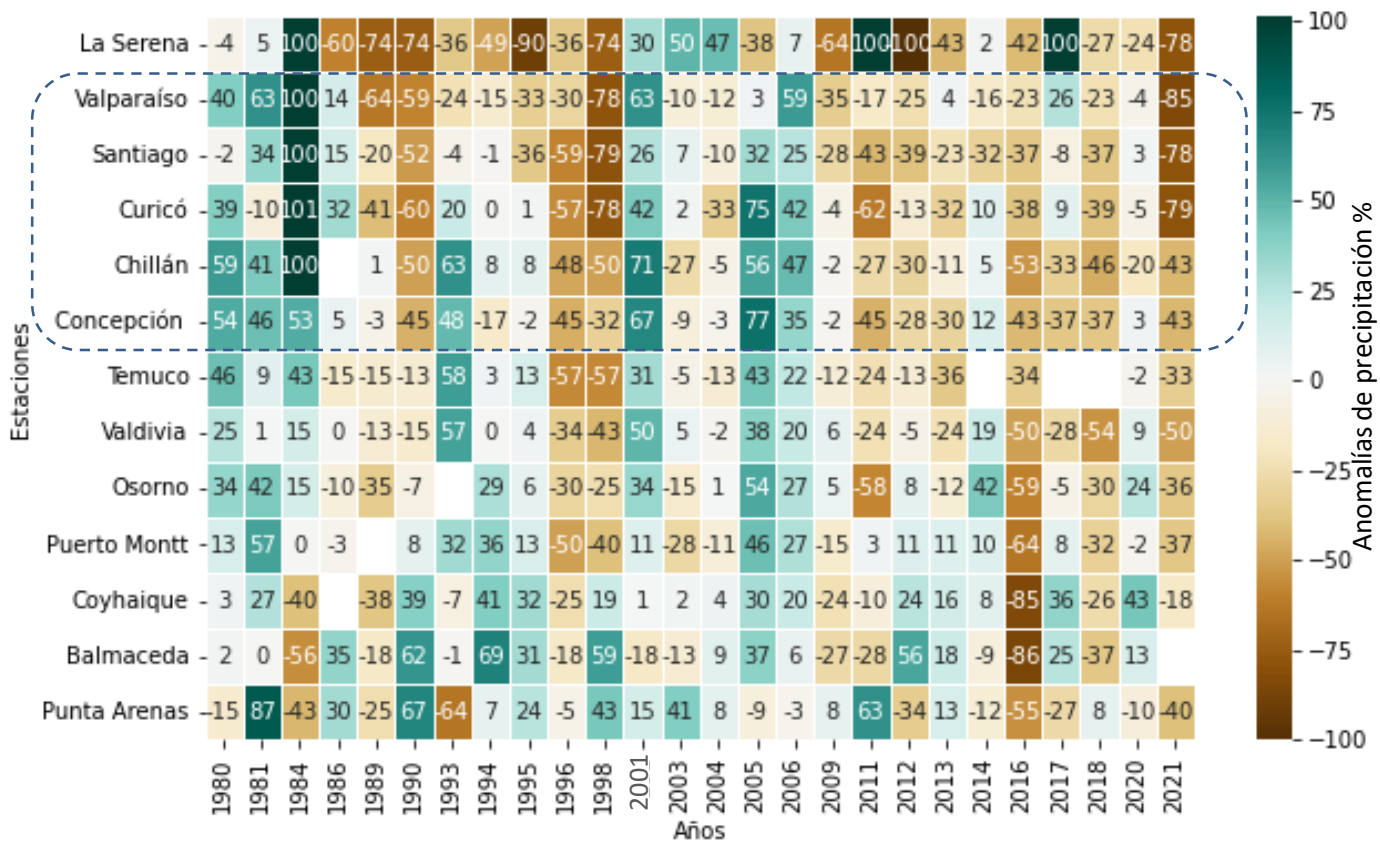 La Serena -4 5 100 -60 -74 -74 -36 -49 -90 -36 -74 30 50 47 -38 7 -64 100 -100 -43 2 -42 100 -27 -24 -78
Valparaíso 40 63 100 14 -64 -59 -24 -15 -33 -30 -78 63 -10 -12 3 59 -35 -17 -25 4 -16 -23 26 -23 -4 -85
Santiago -2 34 100 15 -20 -52 -4 -1 -36 -59 -79 26 7 -10 32 25 -28 -43 -39 -23 -32 -37 -8 -37 3 -78
Curicó 39 -10 101 32 -41 -60 20 0 1 -57 -78 42 2 -33 75 42 -4 -62 -13 -32 10 -38 9 -39 -5 -79
Chillán 59 41 100 1 -50 63 8 8 -48 -50 71 -27 -5 56 47 -2 -27 -30 -11 5 -53 -33 -46 -20 -43
Concepción 54 46 53 5 -3 -45 48 -17 -2 -45 -32 67 -9 -3 77 35 -2 -45 -28 -30 12 -43 -37 -37 3 -43
Temuco 46 9 43 -15 -15 -13 58 3 13 -57 -57 31 -5 -13 43 22 -12 -24 -13 -36 -34 -2 -33
Valdivia 25 1 15 0 -13 -15 57 0 4 -34 -43 50 5 -2 38 20 6 -24 -5 -24 19 -50 -28 -54 9 -50
Osorno 34 42 15 -10 -35 -7 29 6 -30 -25 34 -15 1 54 27 5 -58 8 -12 42 -59 -5 -30 24 -36
Puerto Montt 13 57 0 -3 8 32 36 13 -50 -40 11 -28 -11 46 27 -15 3 11 11 10 -64 8 -32 -2 -37
Coyhaique 3 27 -40 -38 39 -7 41 32 -25 19 1 2 4 30 20 -24 -10 24 16 8 -85 36 -26 43 -18
Balmaceda 2 0 -56 35 -18 62 -1 69 31 -18 59 -18 -13 9 37 6 -27 -28 56 18 -9 -86 25 -37 13
Punta Arenas -15 87 -43 30 -25 67 -64 7 24 -5 43 15 41 8 -9 -3 8 63 -34 13 -12 -55 -27 8 -10 -40
1980 1981 1984 1986 1989 1990 1993 1994 1995 1996 1998 2001 2003 2004 2005 2006 2009 2011 2012 2013 2014 2016 2017 2018 2020 2021
Años
Estaciones
100
75
50
25
0
−25
−50
−75
−100
Anomalías de precipitación %